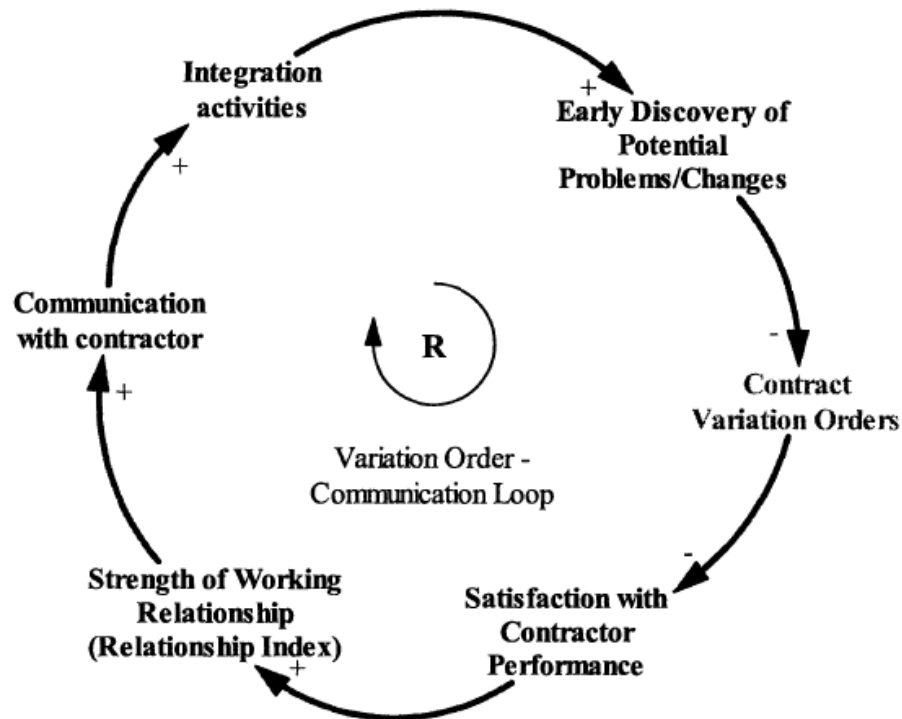 Integration
activities
+
Early Discovery of
Potential
Problems/Changes
+
Communication
with contractor
R
-
Contract
Variation Orders
+
Variation Order -
Communication Loop
-
Strength of Working
Relationship
(Relationship Index)
Satisfaction with
Contractor
Performance
+